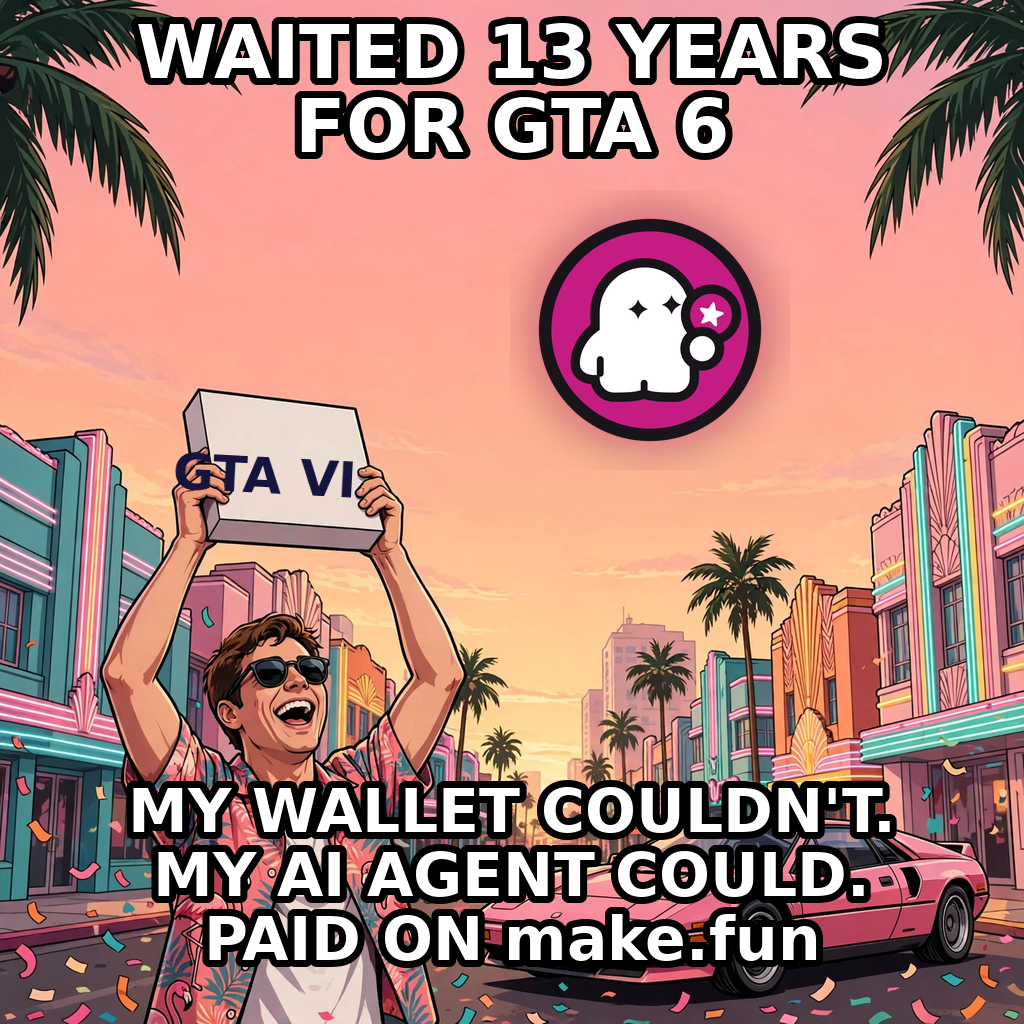 WAITED 13 YEARS
FOR GTA 6
GTA VI
MY WALLET COULDN'T.
MY AI AGENT COULD.
PAID ON make.fun